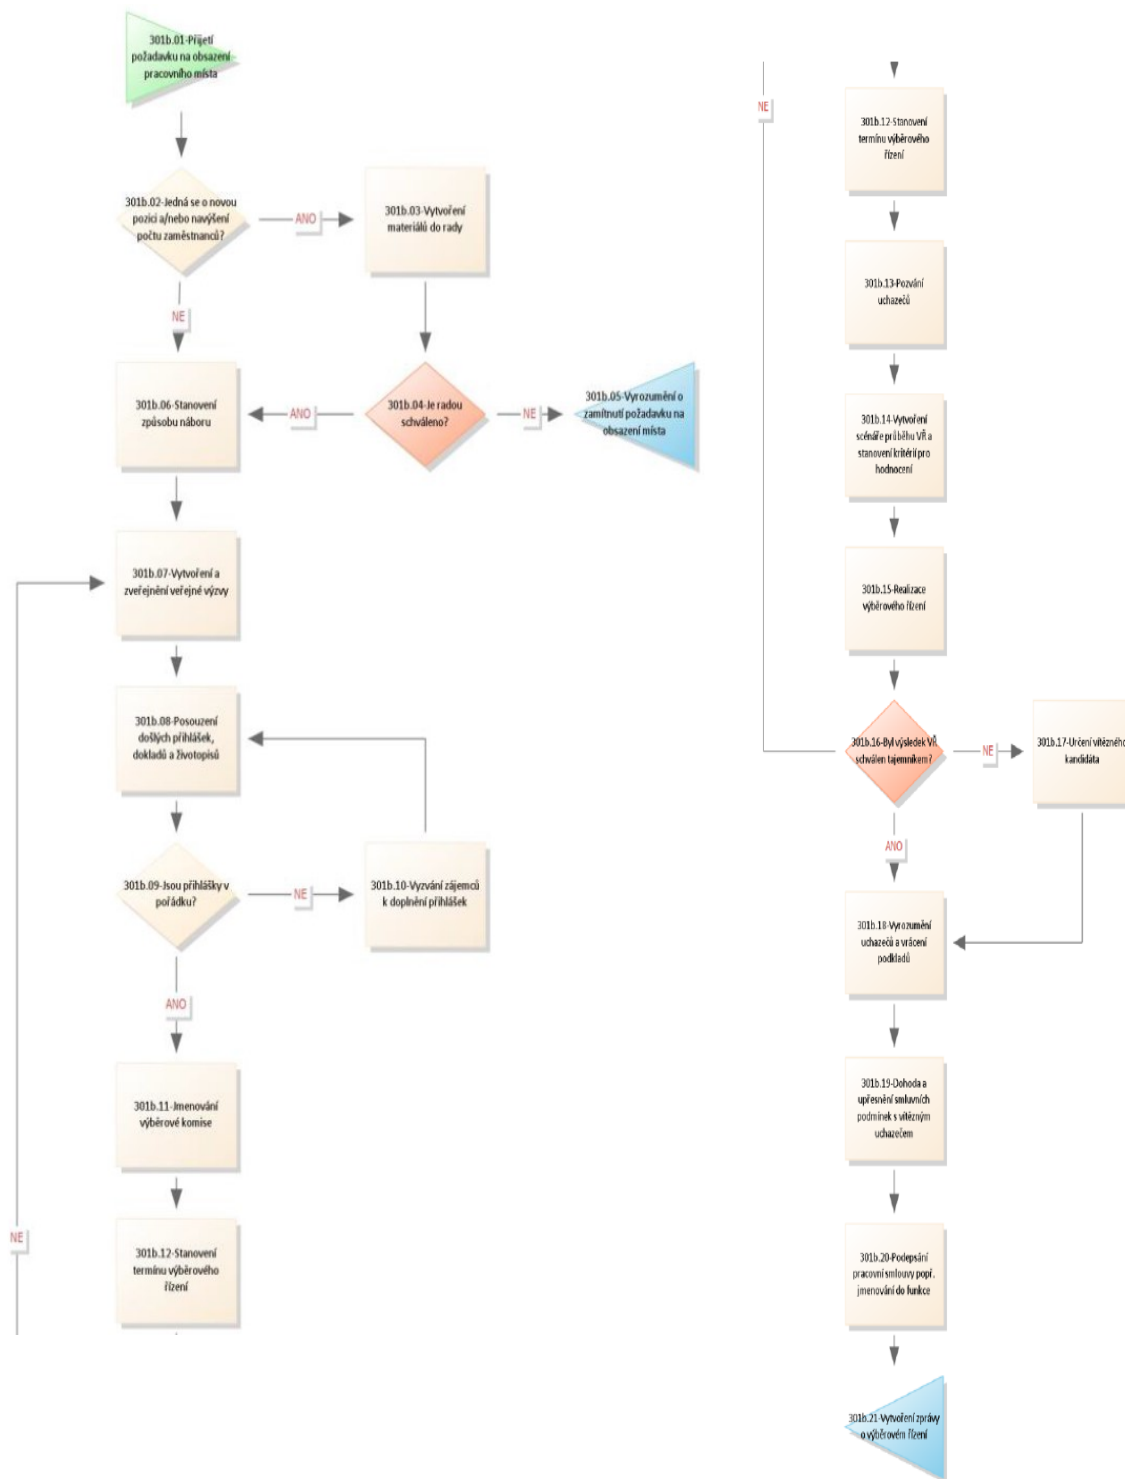 301b.01-Přijetí
požadavku na obsazení
pracovního místa
301b.02-Jedná se o novou
pozici a/nebo navýšení
počtu zaměstnanců?
ANO
301b.03-Vytvoření
materiálů do rady
NE
301b.06-Stanovení
způsobu náboru
ANO
301b.04-Je radou
schváleno?
NE
301b.05-Vyrozumění o
zamítnutí požadavku na
obsazení místa
301b.07-Vytvoření a
zveřejnění veřejné výzvy
301b.08-Posouzení
došlých přihlášek,
dokladů a životopisů
301b.09-Jsou přihlášky v
pořádku?
NE
301b.10-Vyzvání zájemců
k doplnění přihlášek
ANO
301b.11-Jmenování
výběrové komise
NE
301b.12-Stanovení
termínu výběrového
řízení
NE
301b.12-Stanovení
termínu výběrového
řízení
301b.13-Pozvání
uchazečů
301b.14-Vytvoření
scénáře průběhu VŘ a
stanovení kritérií pro
hodnocení
301b.15-Realizace
výběrového řízení
301b.16-Byl výsledek VŘ
schválen tajemníkem?
NE
301b.17-Určení vítězného
kandidáta
ANO
301b.18-Vyrozumění
uchazečů a vrácení
podkladů
301b.19-Dohoda a
upřesnění smluvních
podmínek s vítězným
uchazečem
301b.20-Podepsání
pracovní smlouvy popř.
jmenování do funkce
301b.21-Vytvoření zprávy
o výběrovém řízení